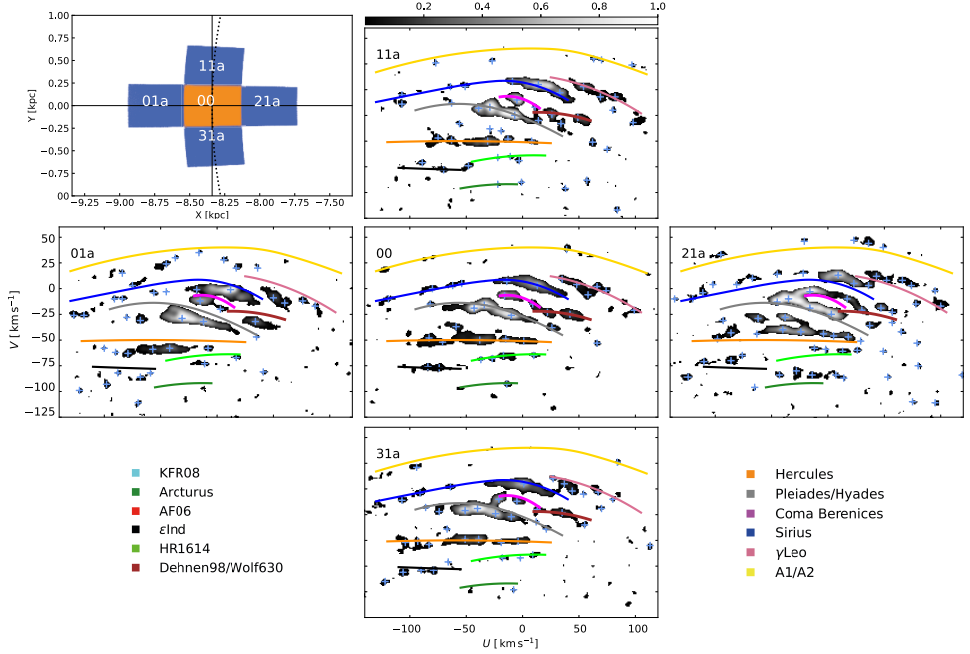 0.2 0.4 0.6 0.8 1.0
1.00
0.75
0.50
0.25
0.00
−0.25
−0.50
−0.75
00
Y [kpc]
11a
01a 00 21a
31a
−9.25 −9.00 −8.75 −8.50 −8.25 −8.00 −7.75 −7.50
X [kpc]
11a
01a
00
21a
50
25
0
−25
−50
−75
−100
−125
V [km s⁻¹]
31a
−100 −50 0 50 100
U [km s⁻¹]
KFR08
Arcturus
AF06
εInd
HR1614
Dehnen98/Wolf630
Hercules
Pleiades/Hyades
Coma Berenices
Sirius
γLeo
A1/A2